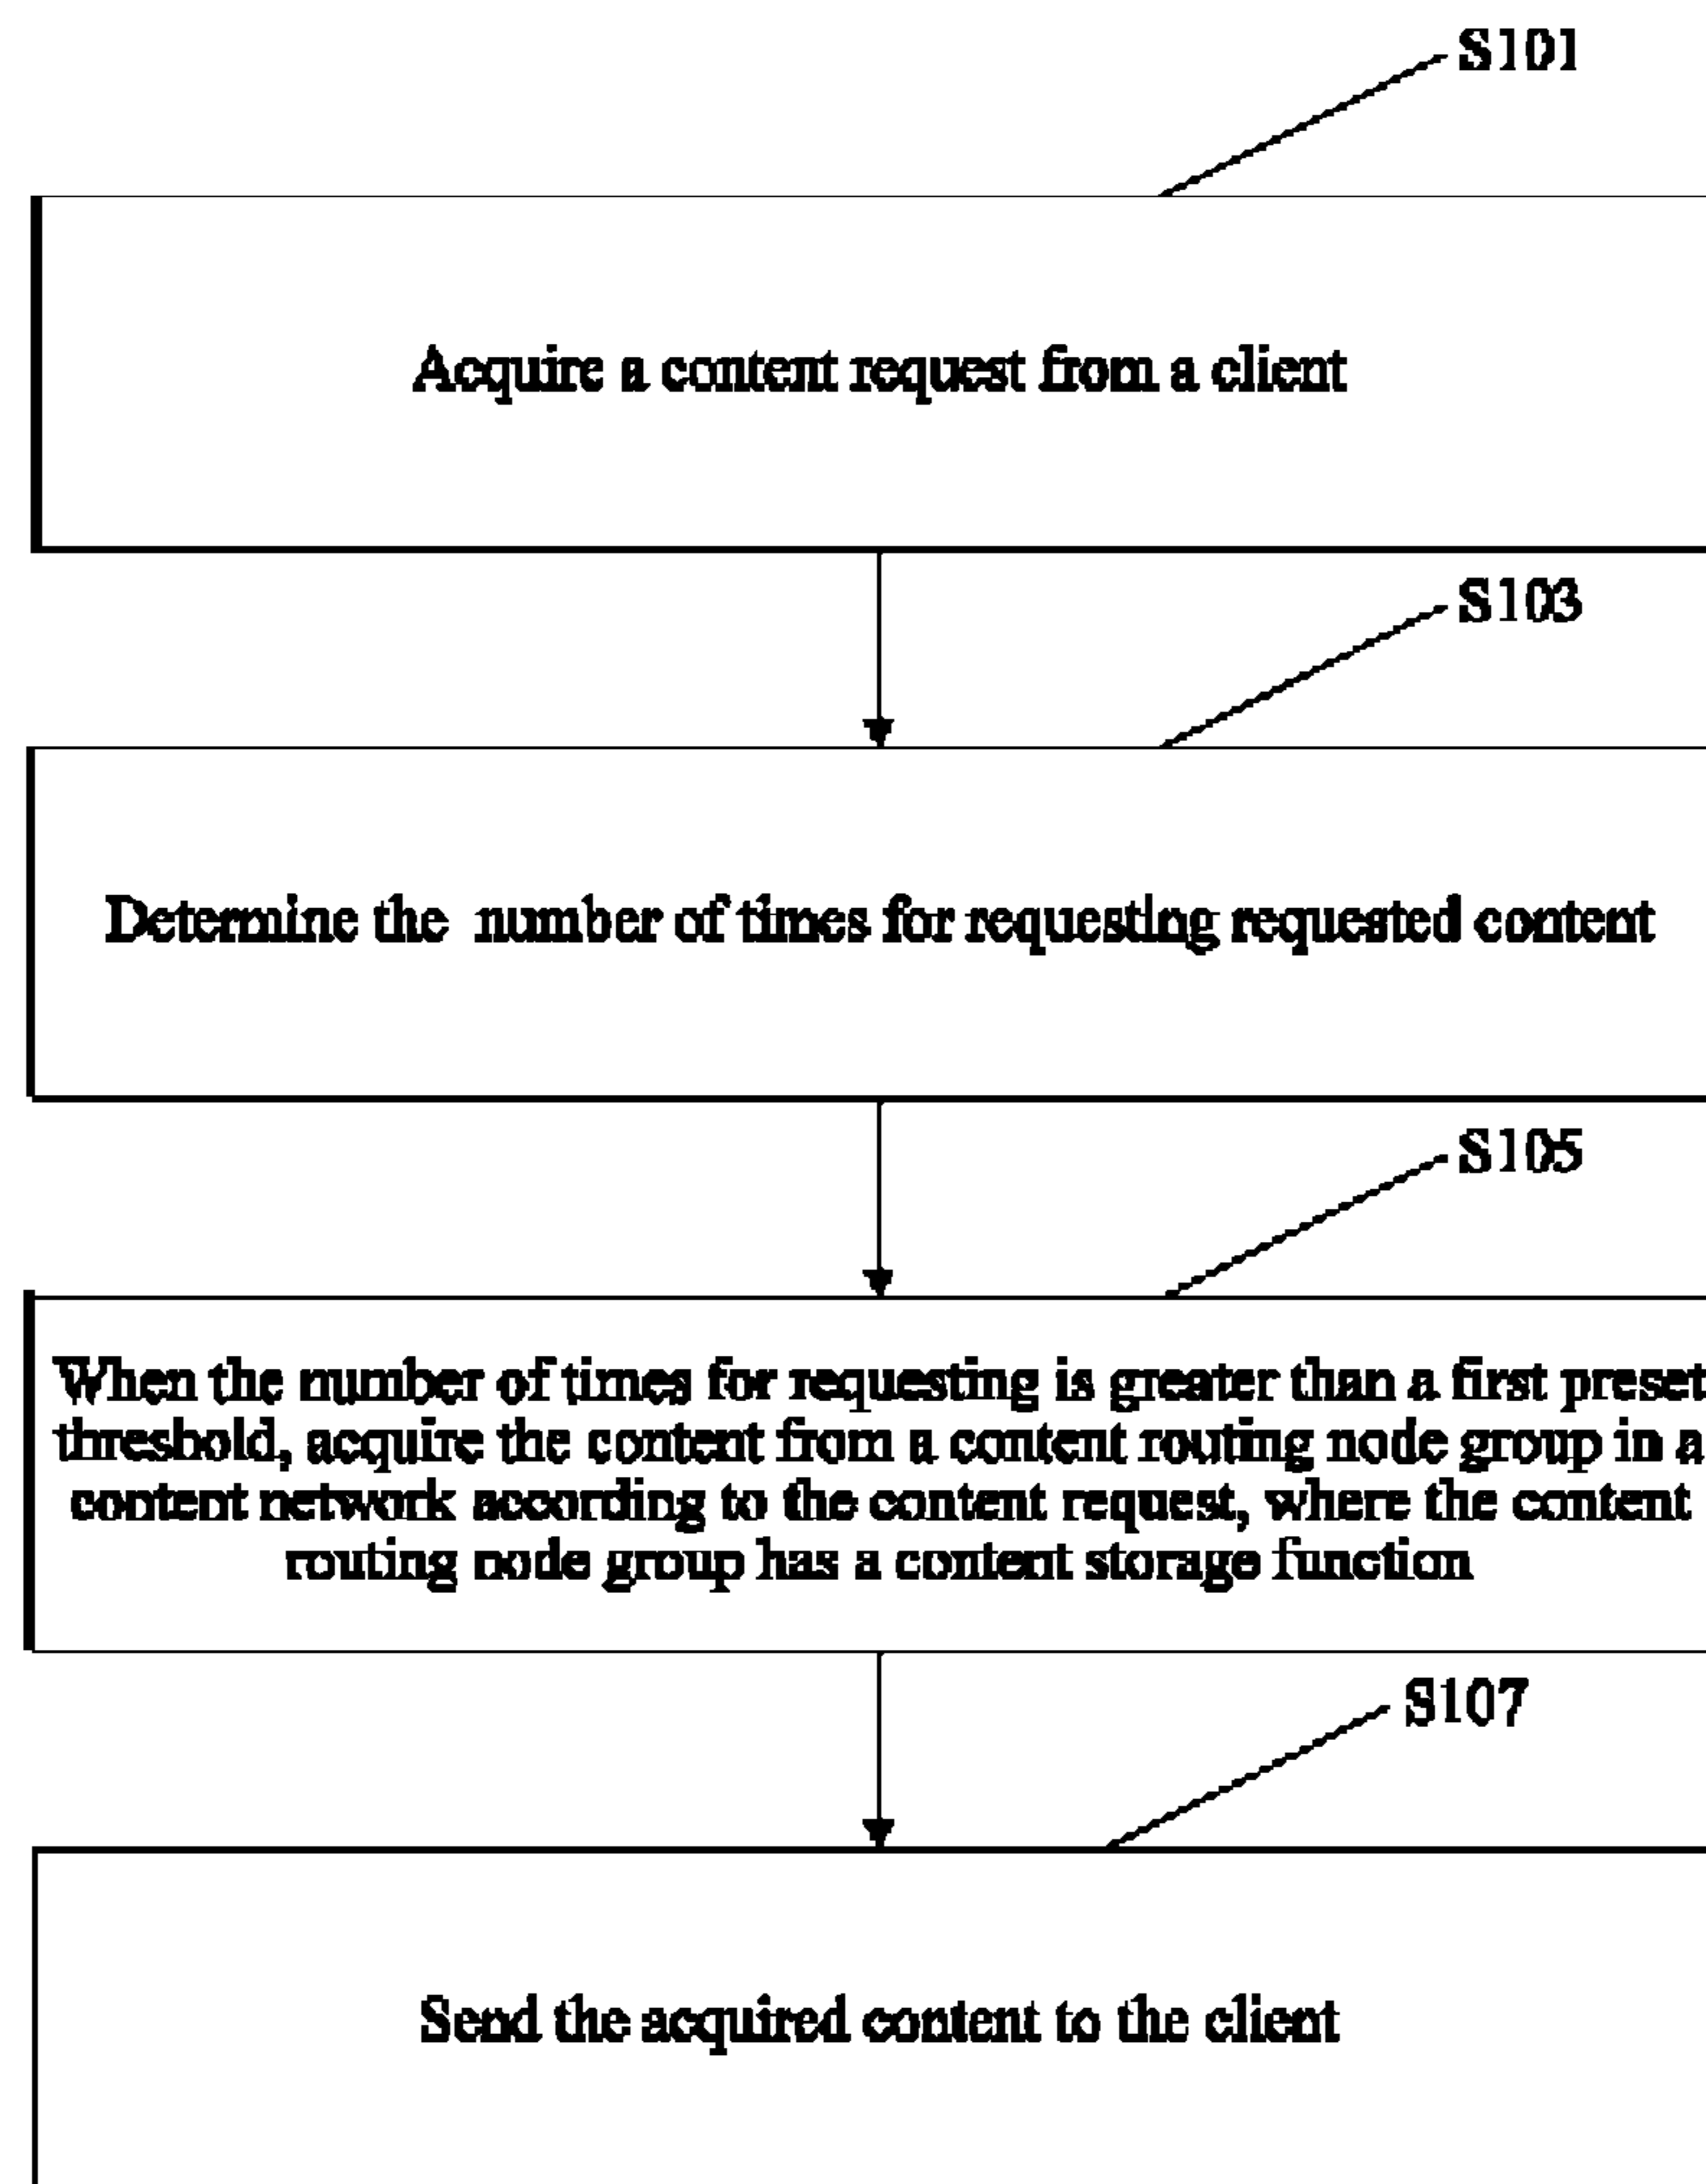 S101
Acquire a content request from a client
S103
Determine the number of times for requesting requested content
S105
When the number of times for requesting is greater than a first preset
threshold, acquire the content from a content routing node group in a
content network according to the content request, where the content
routing node group has a content storage function
S107
Send the acquired content to the client